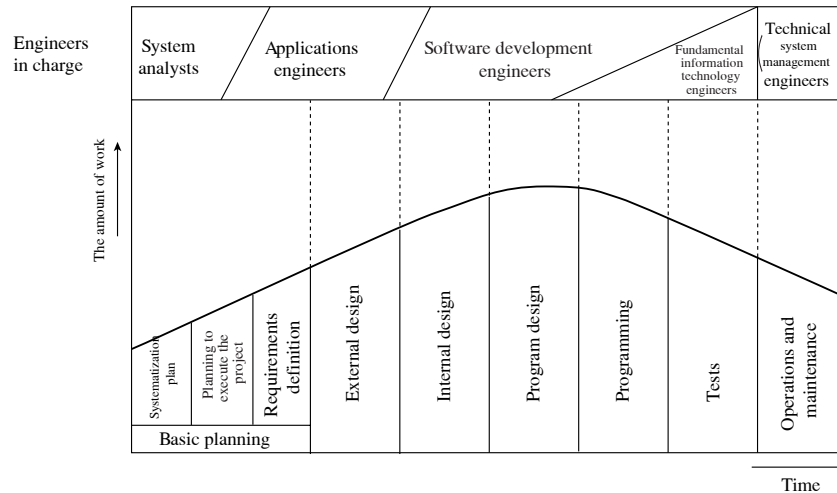 Engineers
in charge
System
analysts
Applications
engineers
Software development
engineers
Fundamental
information
technology
engineers
Technical
system
management
engineers
The amount of work
Systematization
plan
Planning to
execute the
project
Requirements
definition
External design
Internal design
Program design
Programming
Tests
Operations and
maintenance
Basic planning
Time